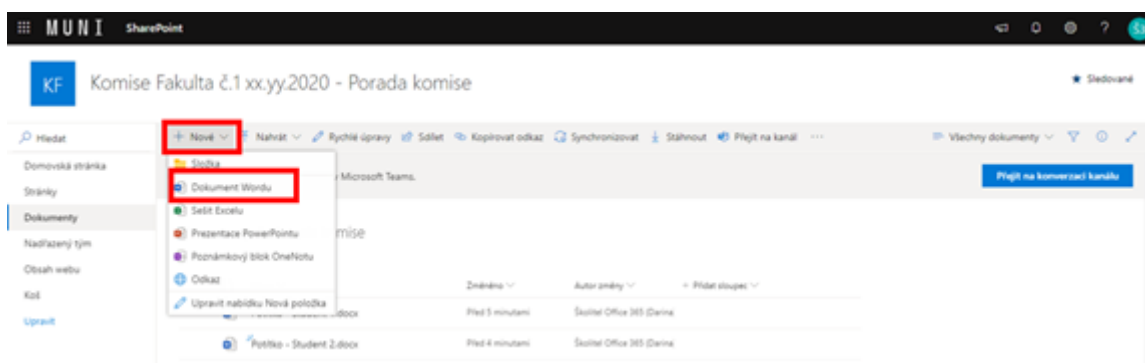 MUNI SharePoint
KF Komise Fakulta č.1 xx.yy.2020 - Porada komise
Sledované
Hledat
Nové Nahrát Rychlé úpravy Sdílet Kopírovat odkaz Synchronizovat Stáhnout Přejít na kanál ... Všechny dokumenty
Domovská stránka
Stránky
Dokumenty
Nadřazený tým
Obsah webu
Koš
Upravit
Složka
Dokument Wordu
Sešit Excelu
Prezentace PowerPointu
Poznámkový blok OneNotu
Odkaz
Upravit nabídku Nová položka
Microsoft Teams.
Přejít na konverzaci kanálu
mise
Změněno Autor změny + Přidat sloupec
.docx Před 5 minutami Školitel Office 365 (Darina
Potítko - Student 2.docx Před 4 minutami Školitel Office 365 (Darina